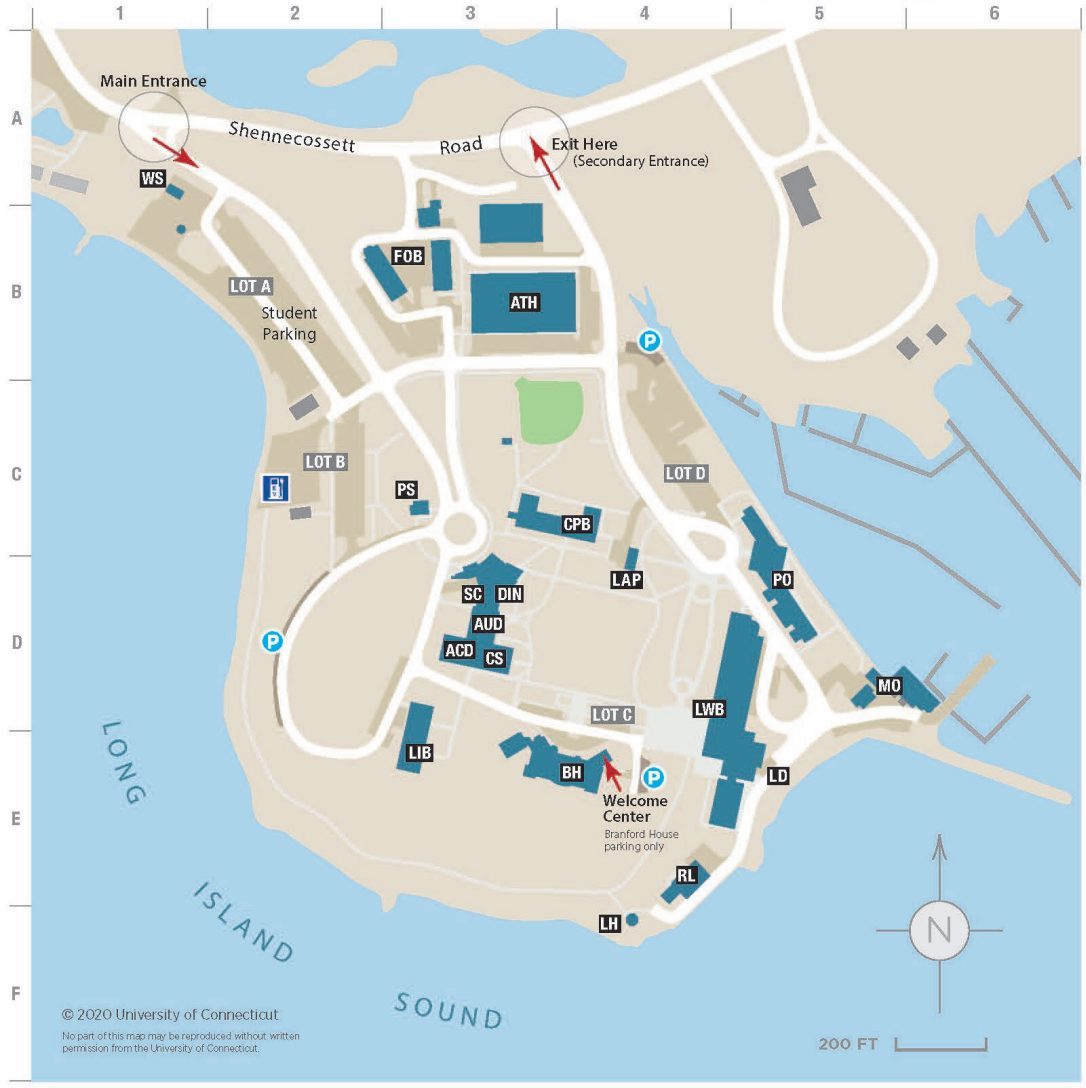 1
2
3
4
5
6
A
B
C
D
E
F
Main Entrance
Shennecossett
Road
Exit Here
(Secondary Entrance)
WS
FOB
LOT A
ATH
Student
Parking
P
LOT B
LOT D
PS
CPB
LAP
PO
SC
DIN
AUD
ACD
CS
P
MO
LWB
LOT C
LIB
BH
P
LD
Welcome
Center
Branford House
parking only
RL
LH
LONG
ISLAND
SOUND
N
© 2020 University of Connecticut
No part of this map may be reproduced without written
permission from the University of Connecticut.
200 FT